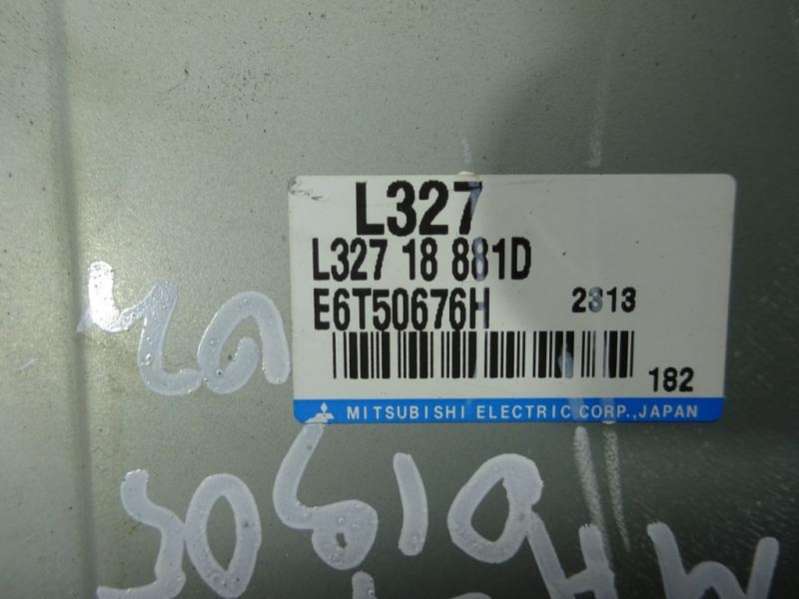 L327
L327 18 881D
E6T50676H 2313
182
MITSUBISHI ELECTRIC CORP., JAPAN